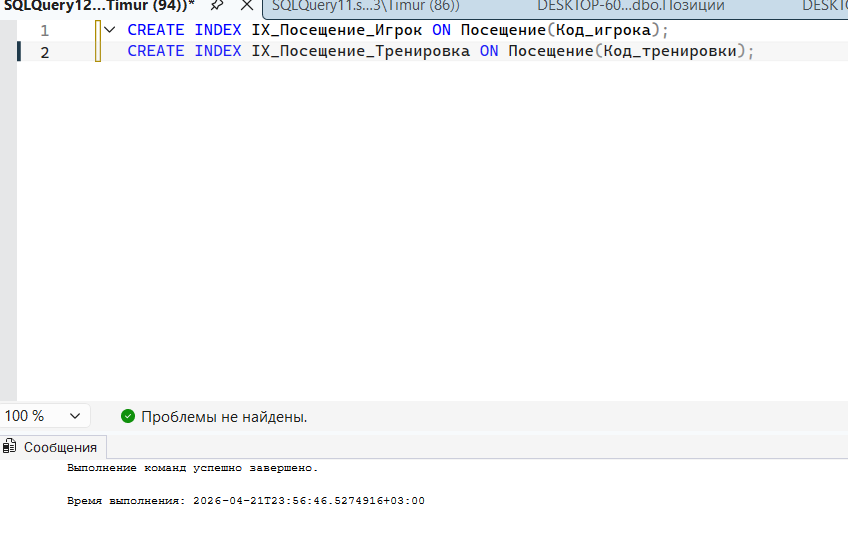 SQLQuery12...Timur (94))* SQLQuery11.s...3\Timur (86)) DESKTOP-60...dbo.Позиции DESKTO
1 CREATE INDEX IX_Посещение_Игрок ON Посещение(Код_игрока);
2 CREATE INDEX IX_Посещение_Тренировка ON Посещение(Код_тренировки);
100 % Проблемы не найдены.
Сообщения
Выполнение команд успешно завершено.
Время выполнения: 2026-04-21T23:56:46.5274916+03:00